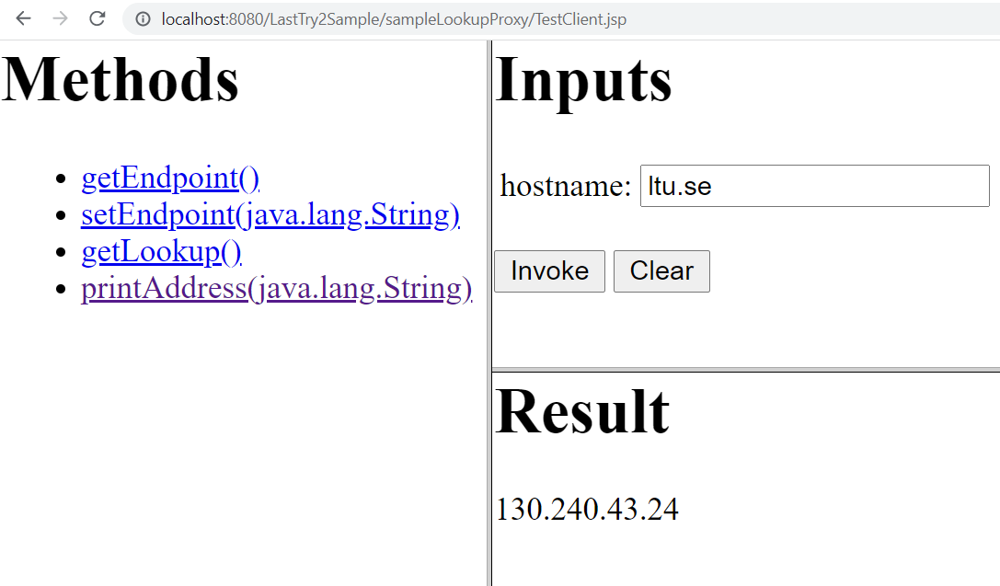 localhost:8080/LastTry2Sample/sampleLookupProxy/TestClient.jsp
Methods
getEndpoint()
setEndpoint(java.lang.String)
getLookup()
printAddress(java.lang.String)
Inputs
hostname: ltu.se
Invoke Clear
Result
130.240.43.24